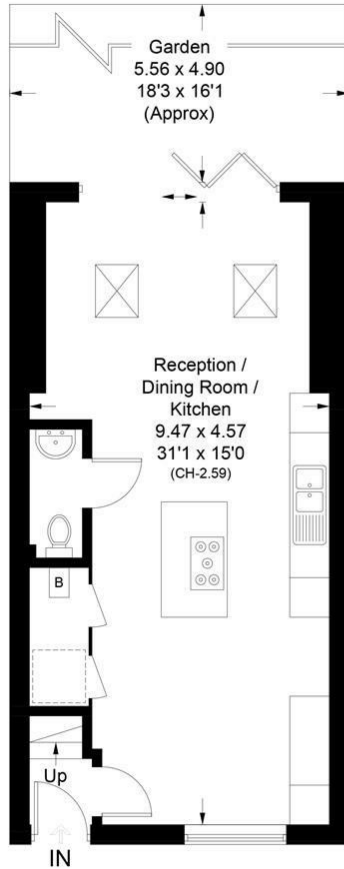 Garden
5.56 x 4.90
18'3 x 16'1
(Approx)
Reception /
Dining Room /
Kitchen
9.47 x 4.57
31'1 x 15'0
(CH-2.59)
B
Up
IN